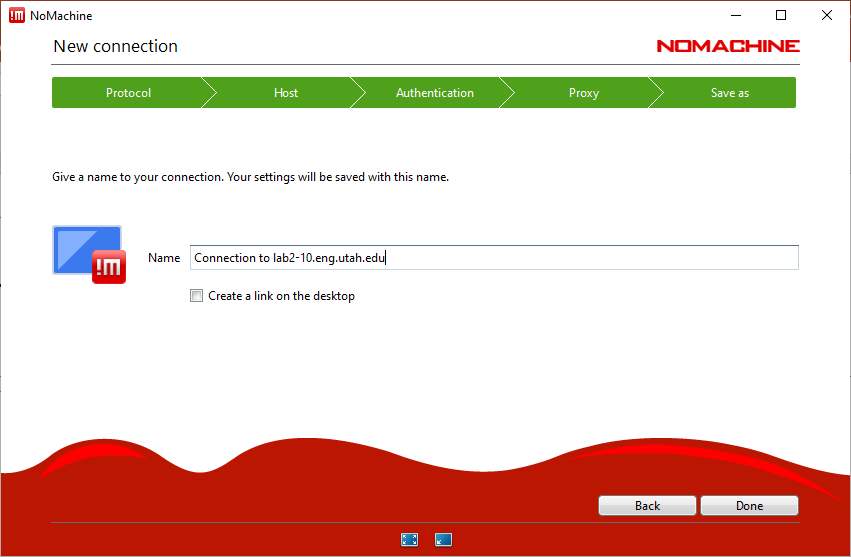 !M NoMachine
New connection
NOMACHINE
Protocol
Host
Authentication
Proxy
Save as
Give a name to your connection. Your settings will be saved with this name.
!m
Name
Connection to lab2-10.eng.utah.edu
Create a link on the desktop
Back
Done